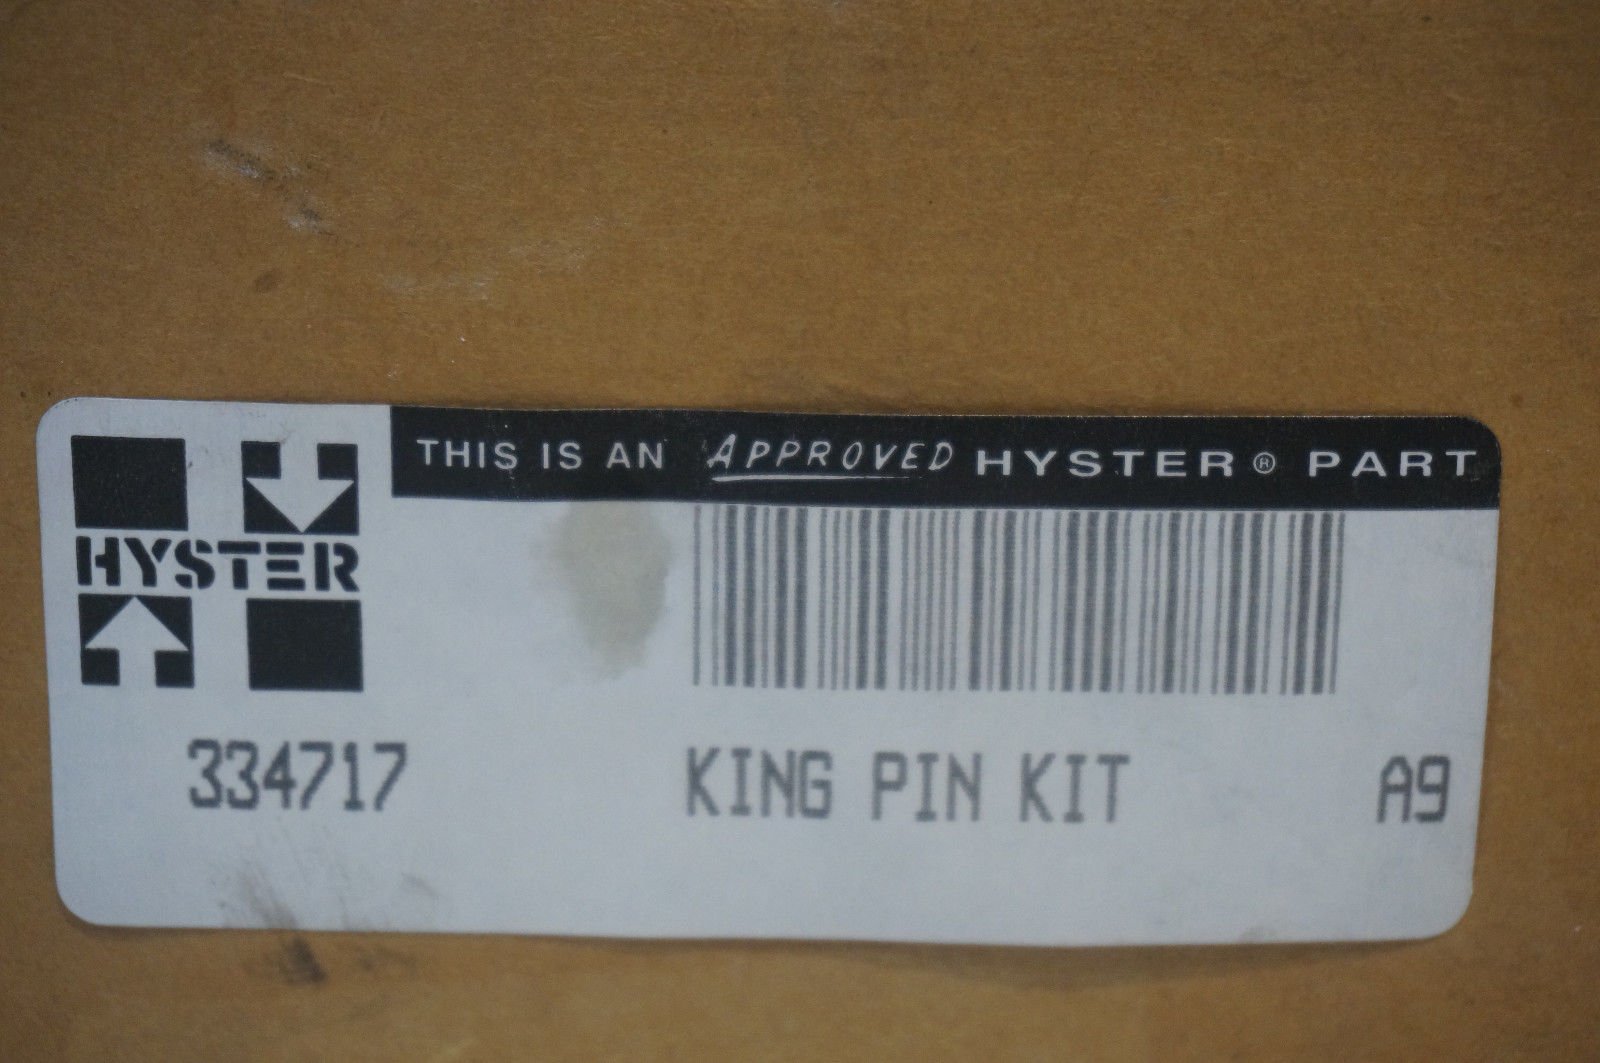 THIS IS AN APPROVED HYSTER® PART
HYSTER
334717 KING PIN KIT A9